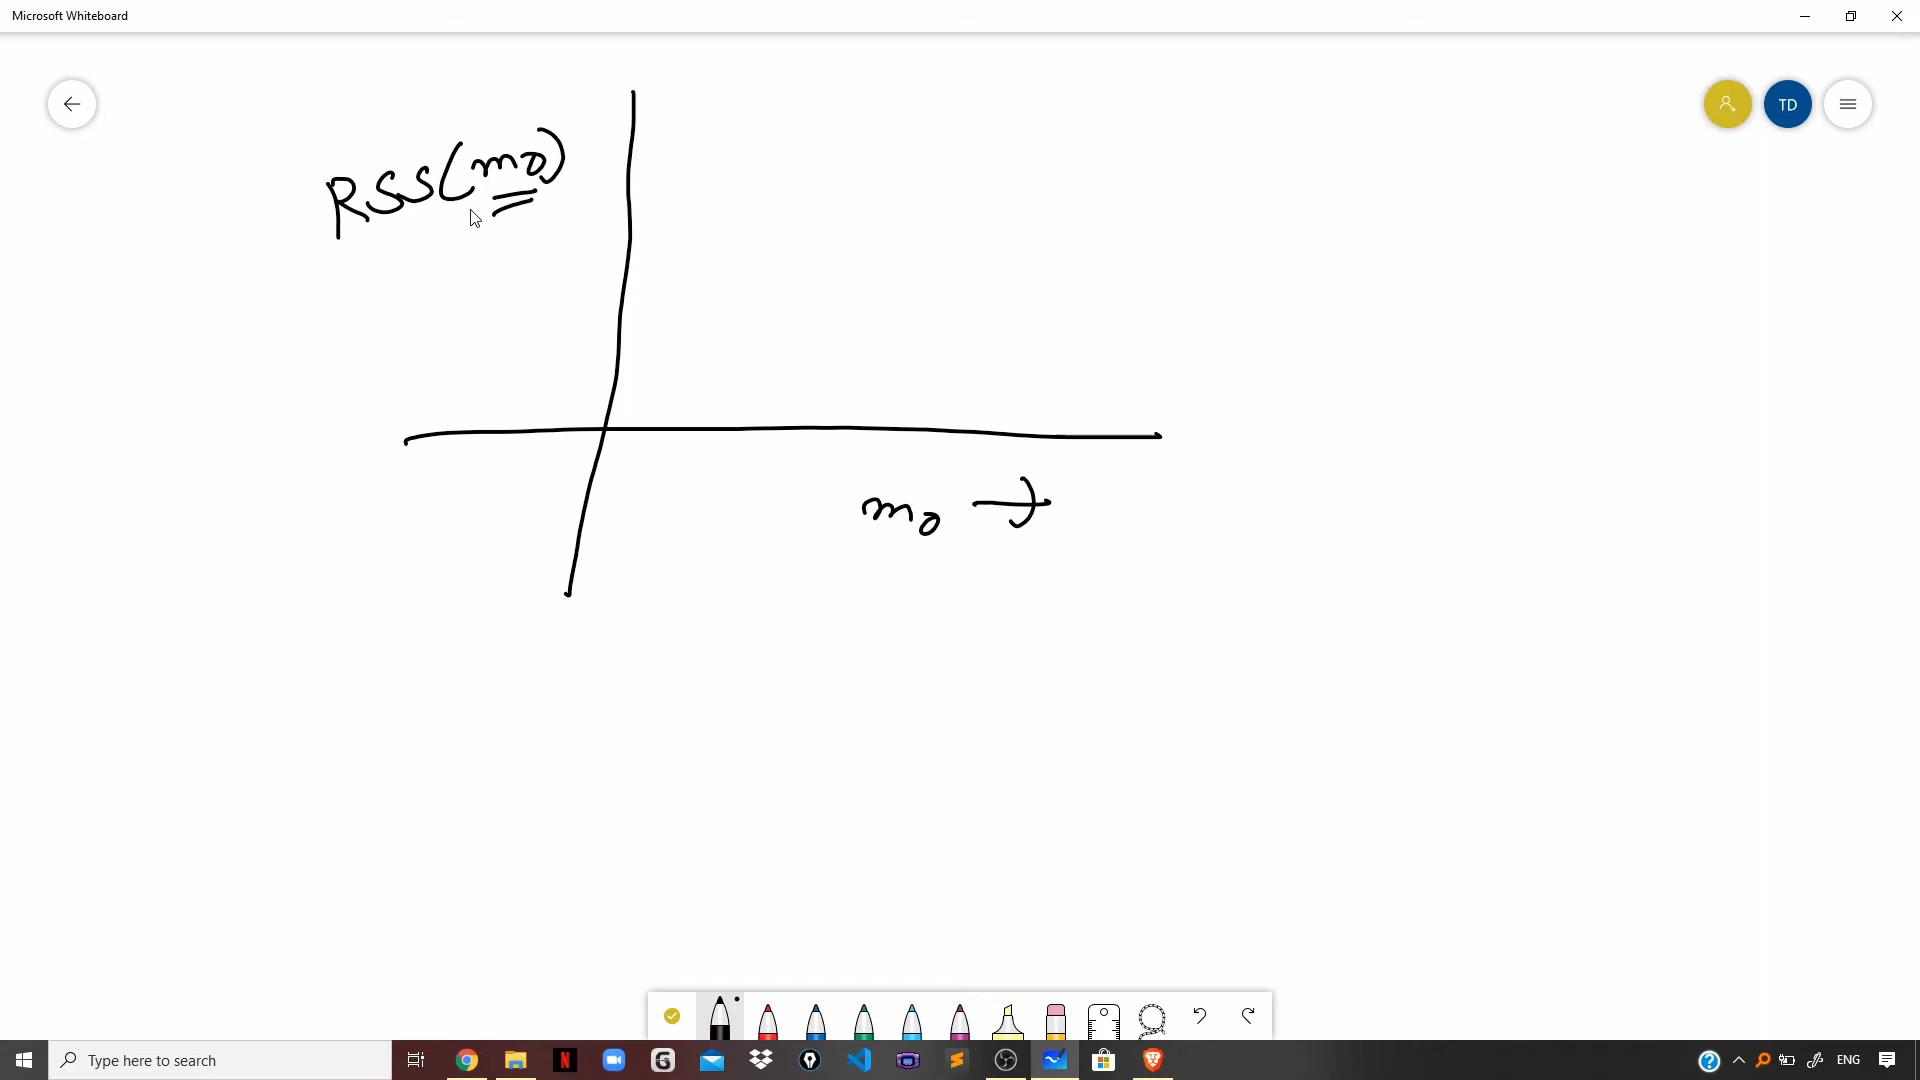 Microsoft Whiteboard
TD
RSS(m0)
m0 →
Type here to search
ENG